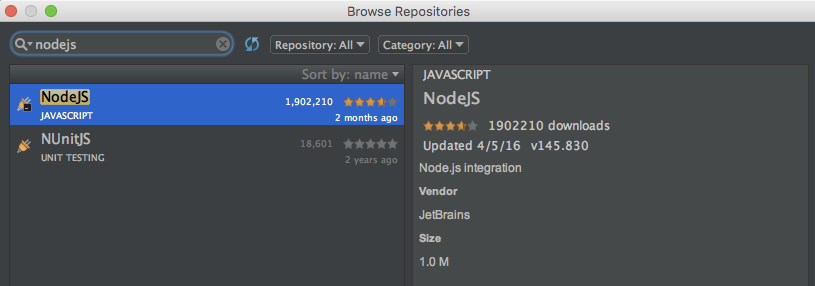 Browse Repositories
nodejs
Repository: All
Category: All
Sort by: name
NodeJS
1,902,210
JAVASCRIPT
2 months ago
NUnitJS
18,601
UNIT TESTING
2 years ago
JAVASCRIPT
NodeJS
1902210 downloads
Updated 4/5/16 v145.830
Node.js integration
Vendor
JetBrains
Size
1.0 M